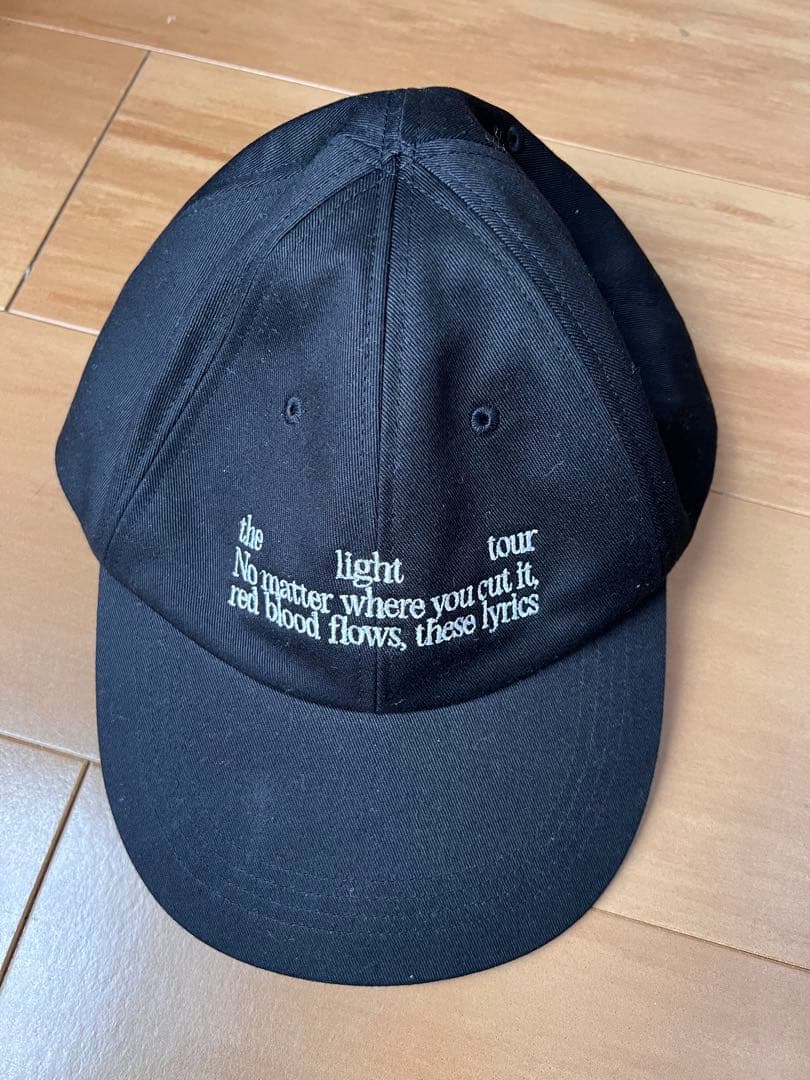 the light tour
No matter where you cut it,
red blood flows, these lyrics